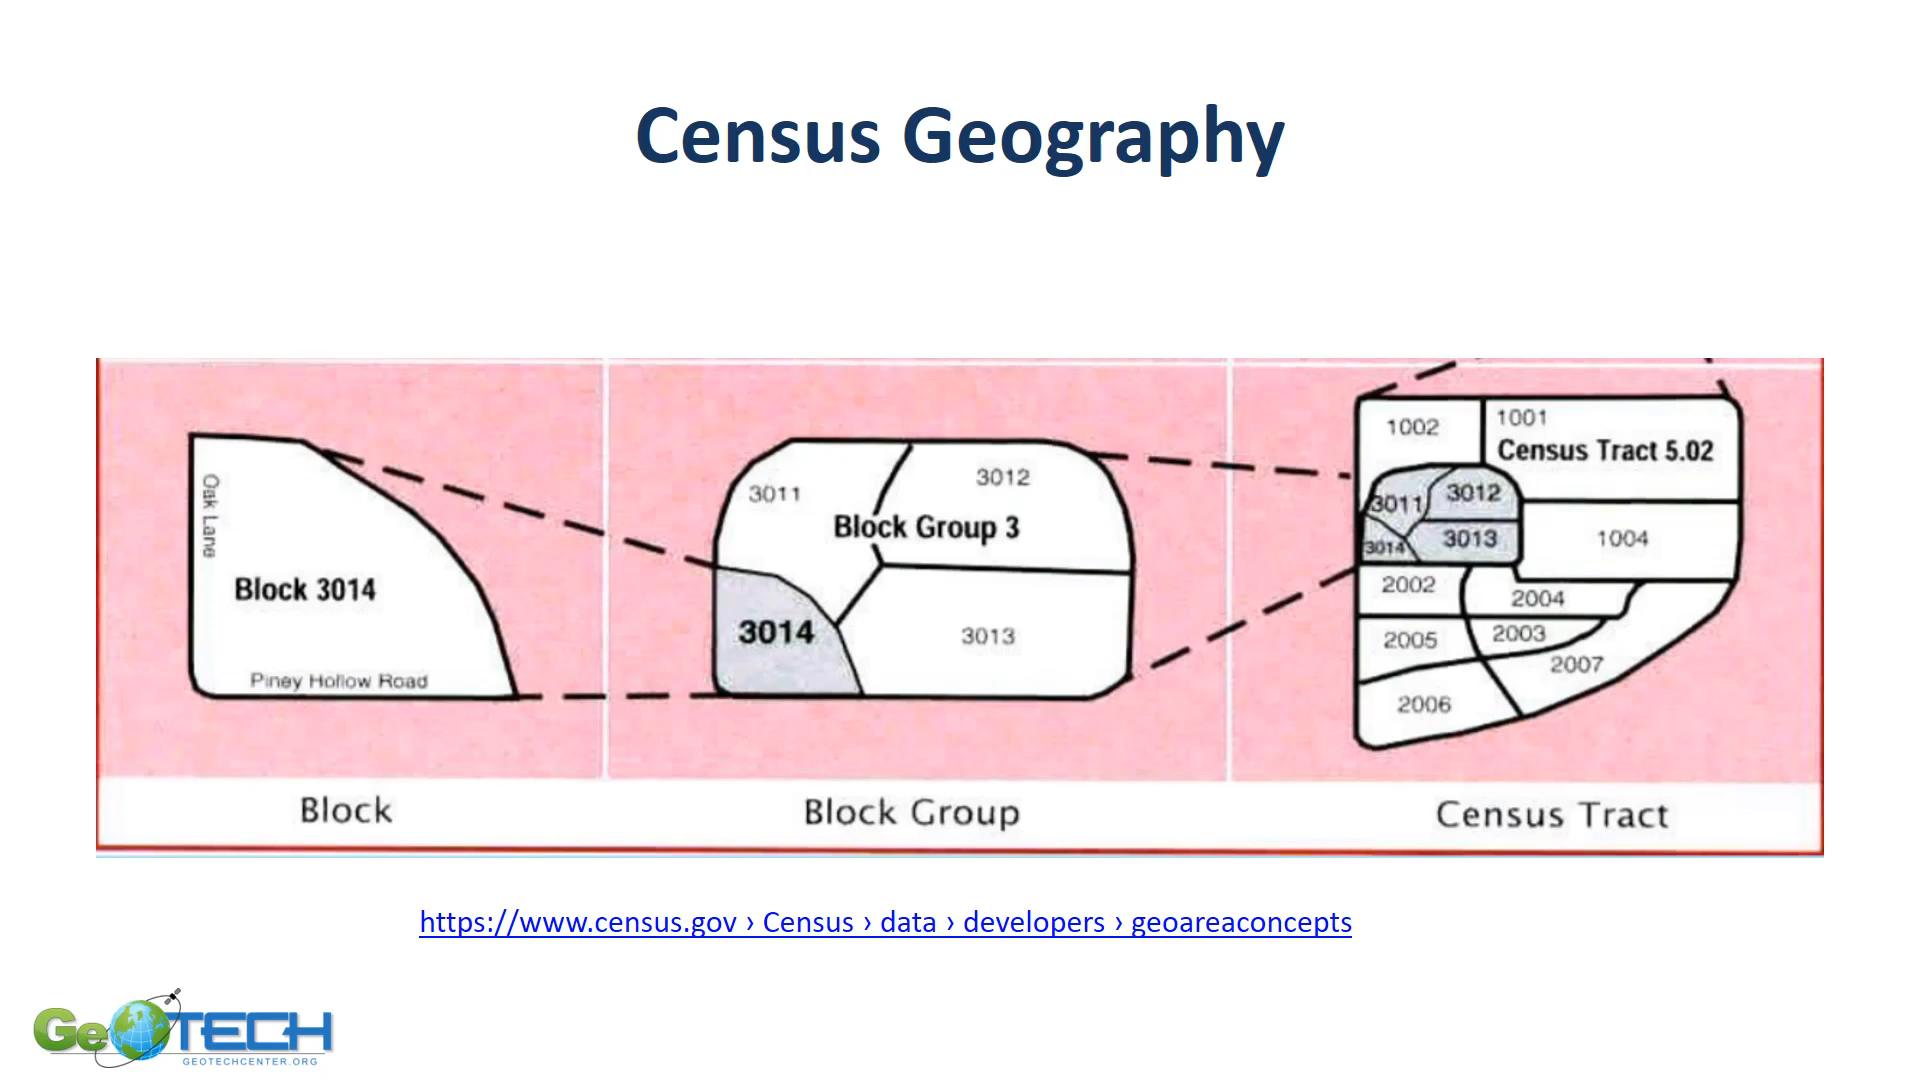 Census Geography
Oak Lane
Block 3014
Piney Hollow Road
Block
3011
3012
Block Group 3
3014
3013
Block Group
1002
1001
Census Tract 5.02
3011
3012
3014
3013
1004
2002
2004
2005
2003
2007
2006
Census Tract
https://www.census.gov › Census › data › developers › geoareaconcepts
GeoTECH
GEOTECHCENTER.ORG